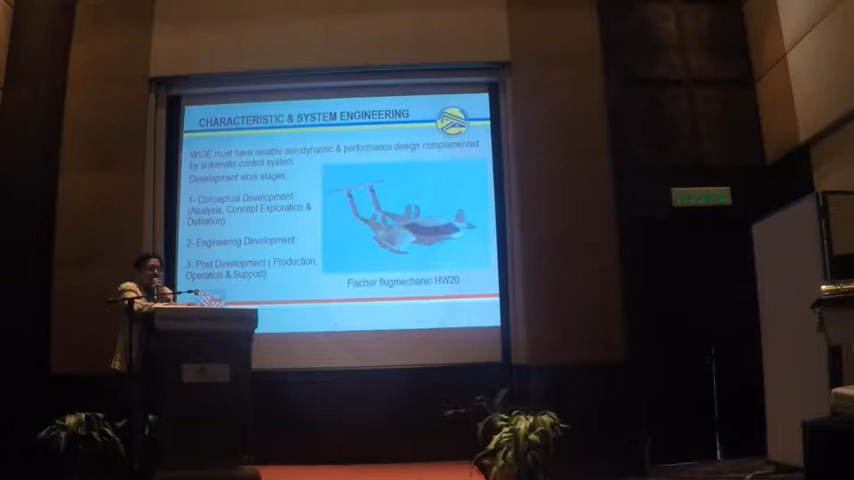 CHARACTERISTIC & SYSTEM ENGINEERING
WIGE must have reliable aerodynamic & performance design complemented
by automatic control system
Development work stages:
1- Conceptual Development
(Analysis, Concept Exploration &
Definition)
2- Engineering Development
3- Post Development ( Production,
Operation & Support)
Fischer flugmechanic HW20